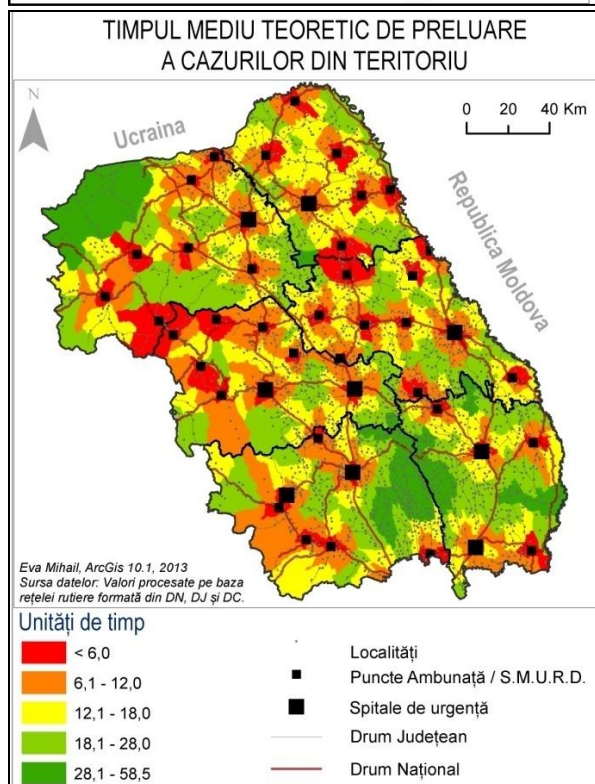 TIMPUL MEDIU TEORETIC DE PRELUARE
A CAZURILOR DIN TERITORIU
N
0 20 40 Km
Ucraina
Republica Moldova
Eva Mihail, ArcGis 10.1, 2013
Sursa datelor: Valori procesate pe baza
rețelei rutiere formată din DN, DJ și DC.
Unități de timp
< 6,0
6,1 - 12,0
12,1 - 18,0
18,1 - 28,0
28,1 - 58,5
Localități
Puncte Ambunață / S.M.U.R.D.
Spitale de urgență
Drum Județean
Drum Național